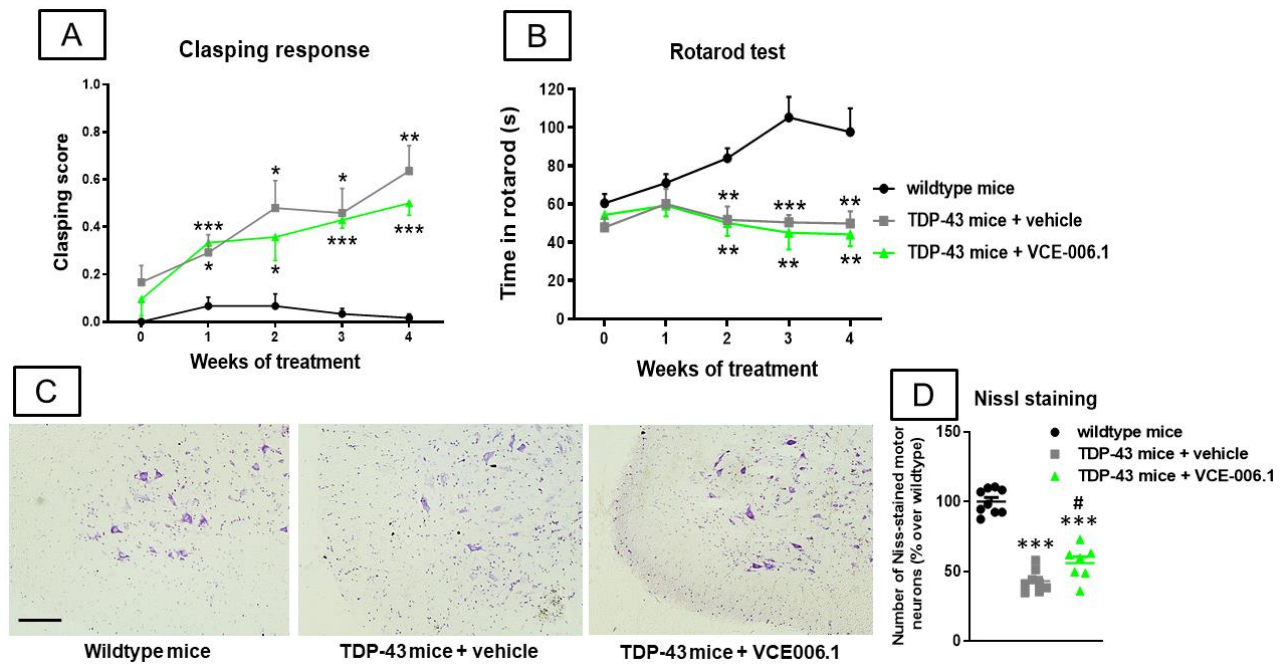 A
Clasping response
Clasping score
1.0
0.8
0.6
0.4
0.2
0.0
**
*
*
***
*
*
***
***
0
1
2
3
4
Weeks of treatment
B
Rotarod test
Time in rotarod (s)
120
100
80
60
40
20
0
**
***
**
**
**
**
0
1
2
3
4
Weeks of treatment
wildtype mice
TDP-43 mice + vehicle
TDP-43 mice + VCE-006.1
C
Wildtype mice
TDP-43 mice + vehicle
TDP-43 mice + VCE006.1
D
Nissl staining
Number of Niss-stained motor
neurons (% over wildtype)
150
100
50
0
wildtype mice
TDP-43 mice + vehicle
TDP-43 mice + VCE-006.1
#
***
***